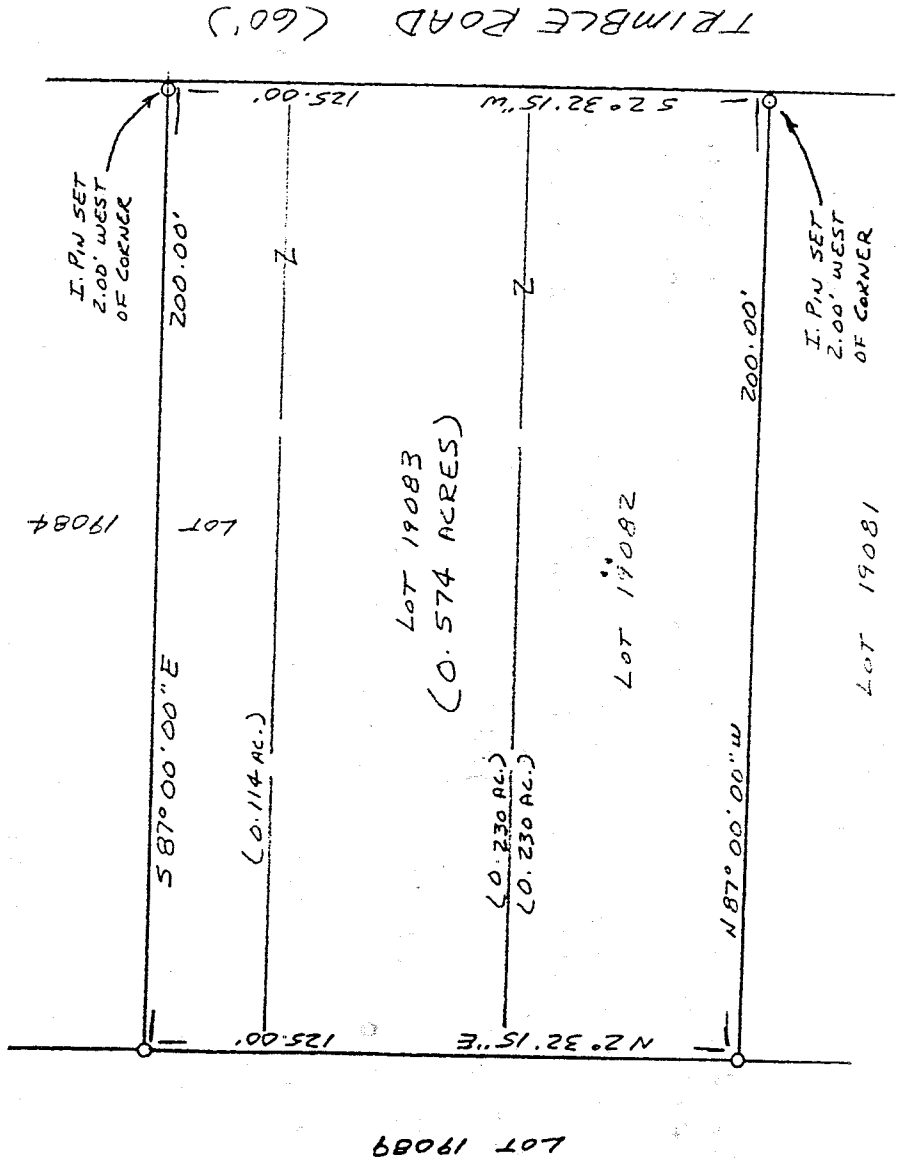 TRIMBLE ROAD (60')
S 2° 32' 15" W
125.00'
I. PIN SET
2.00' WEST
OF CORNER
200.00'
S 87° 00' 00" E
LOT
19084
(0.114 AC.)
Z
Z
LOT 19083
(0.574 ACRES)
(0.230 AC.)
(0.230 AC.)
LOT 19082
I. PIN SET
2.00' WEST
OF CORNER
200.00'
N 87° 00' 00" W
LOT 19081
N 2° 32' 15" E
125.00'
LOT 19089